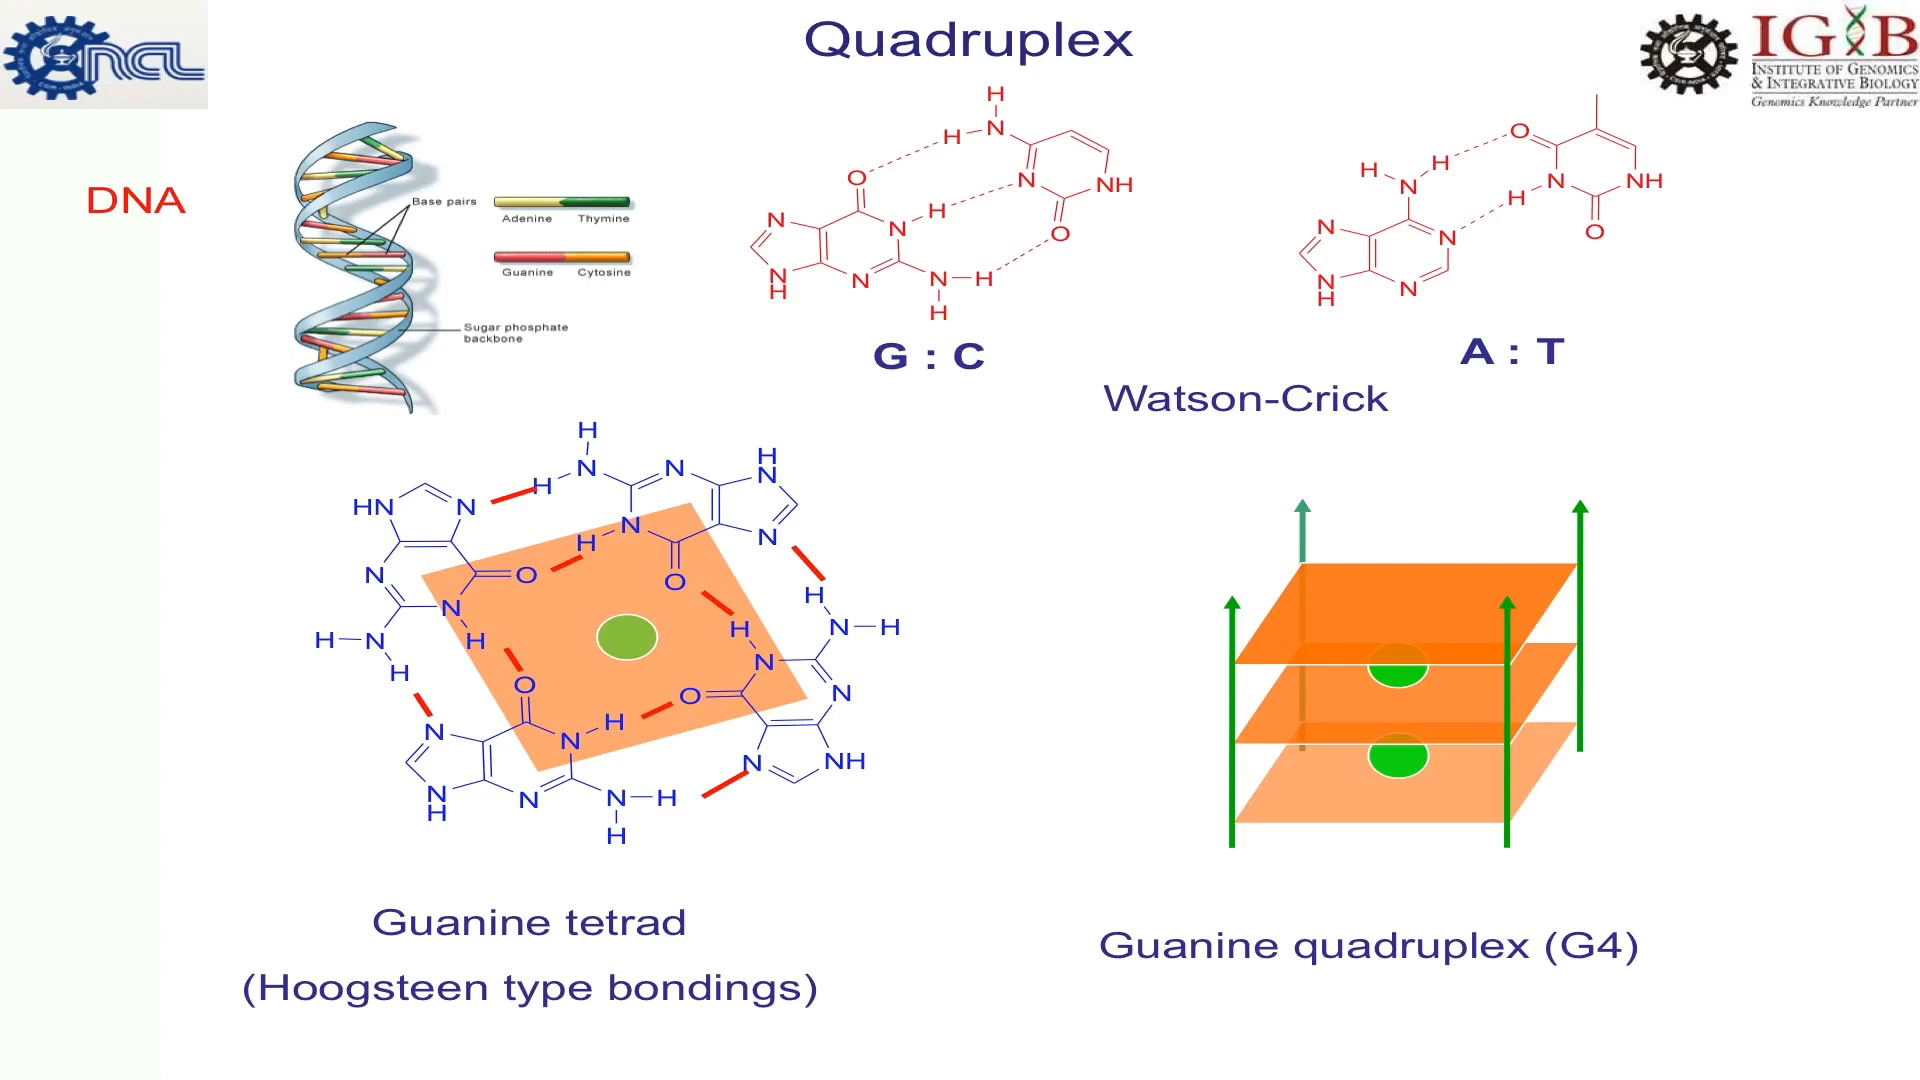 Quadruplex
NCL
IGIB
INSTITUTE OF GENOMICS
& INTEGRATIVE BIOLOGY
Genomics Knowledge Partner
DNA
Base pairs
Adenine Thymine
Guanine Cytosine
Sugar phosphate
backbone
G : C
A : T
Watson-Crick
Guanine tetrad
(Hoogsteen type bondings)
Guanine quadruplex (G4)